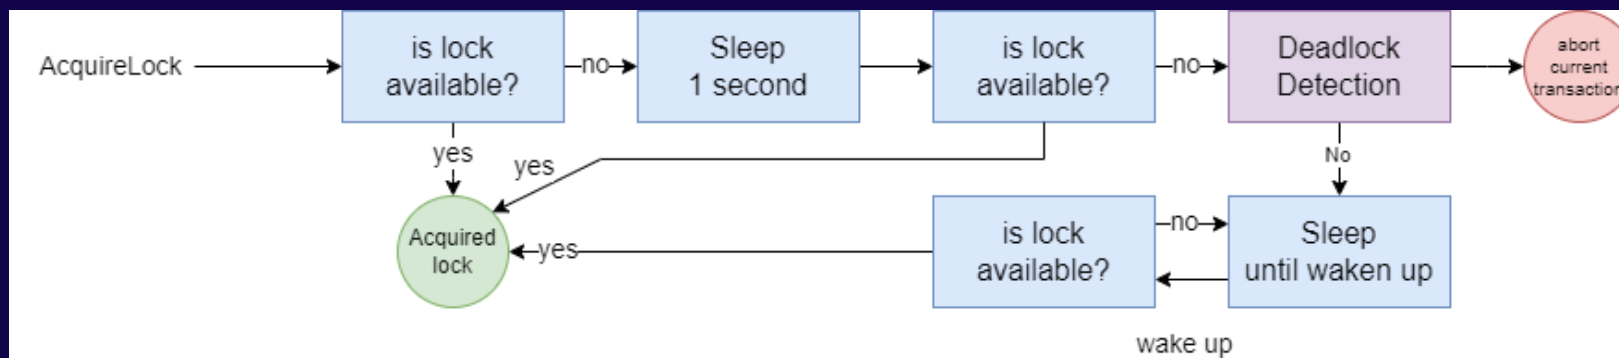 AcquireLock
is lock
available?
no
Sleep
1 second
is lock
available?
no
Deadlock
Detection
abort
current
transaction
yes
yes
No
Acquired
lock
yes
is lock
available?
no
Sleep
until waken up
wake up